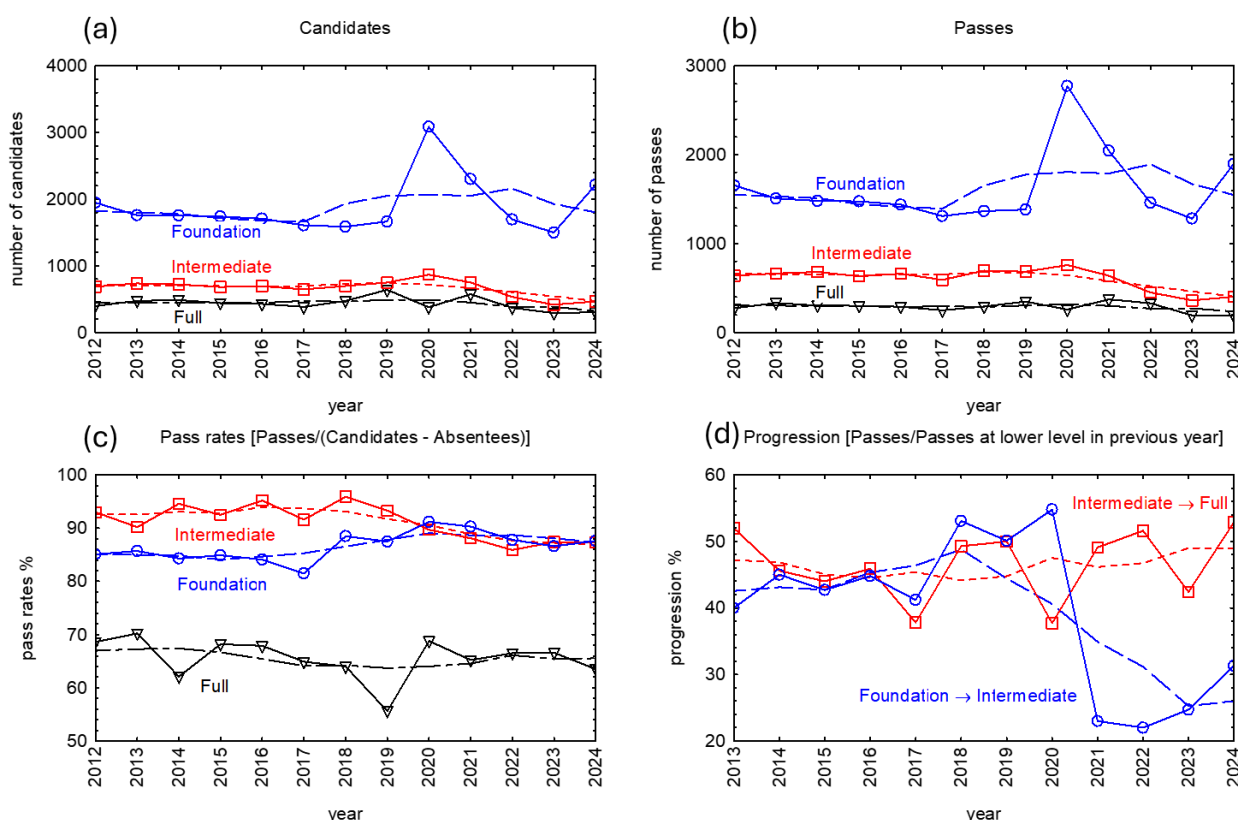 (a)
Candidates
number of candidates
4000
3000
2000
1000
0
Foundation
Intermediate
Full
2012
2013
2014
2015
2016
2017
2018
2019
2020
2021
2022
2023
2024
year
(b)
Passes
number of passes
3000
2000
1000
0
Foundation
Intermediate
Full
2012
2013
2014
2015
2016
2017
2018
2019
2020
2021
2022
2023
2024
year
(c)
Pass rates [Passes/(Candidates - Absentees)]
pass rates %
100
90
80
70
60
50
Intermediate
Foundation
Full
2012
2013
2014
2015
2016
2017
2018
2019
2020
2021
2022
2023
2024
year
(d)
Progression [Passes/Passes at lower level in previous year]
progression %
60
50
40
30
20
Intermediate → Full
Foundation → Intermediate
2013
2014
2015
2016
2017
2018
2019
2020
2021
2022
2023
2024
year